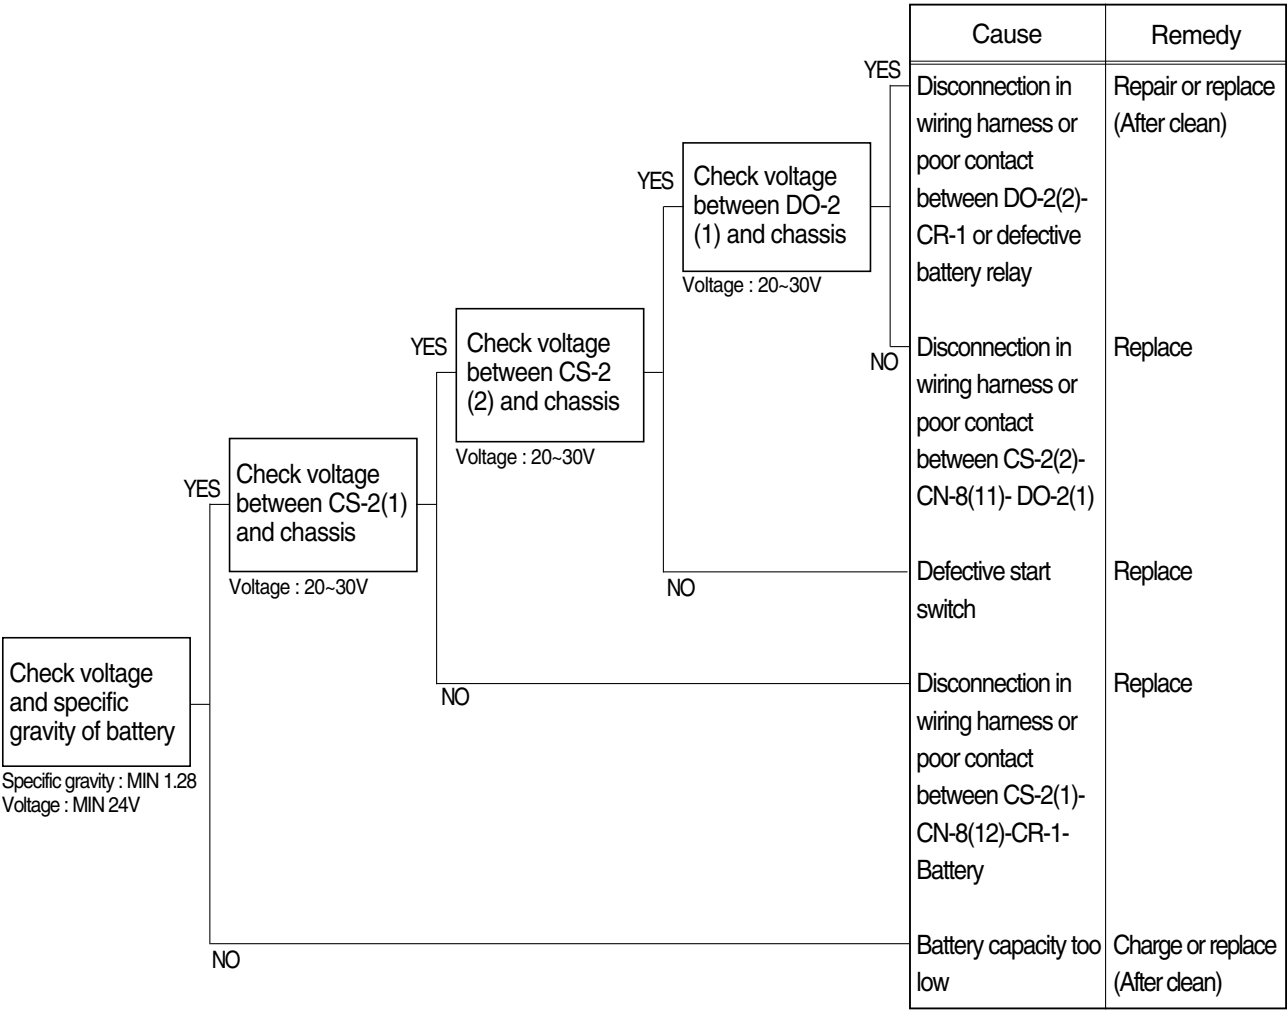 Cause
Remedy
YES
Disconnection in
wiring harness or
poor contact
between DO-2(2)-
CR-1 or defective
battery relay
Repair or replace
(After clean)
YES
Check voltage
between DO-2
(1) and chassis
Voltage : 20~30V
NO
Disconnection in
wiring harness or
poor contact
between CS-2(2)-
CN-8(11)- DO-2(1)
Replace
YES
Check voltage
between CS-2
(2) and chassis
Voltage : 20~30V
NO
Defective start
switch
Replace
YES
Check voltage
between CS-2(1)
and chassis
Voltage : 20~30V
NO
Disconnection in
wiring harness or
poor contact
between CS-2(1)-
CN-8(12)-CR-1-
Battery
Replace
Check voltage
and specific
gravity of battery
Specific gravity : MIN 1.28
Voltage : MIN 24V
NO
Battery capacity too
low
Charge or replace
(After clean)